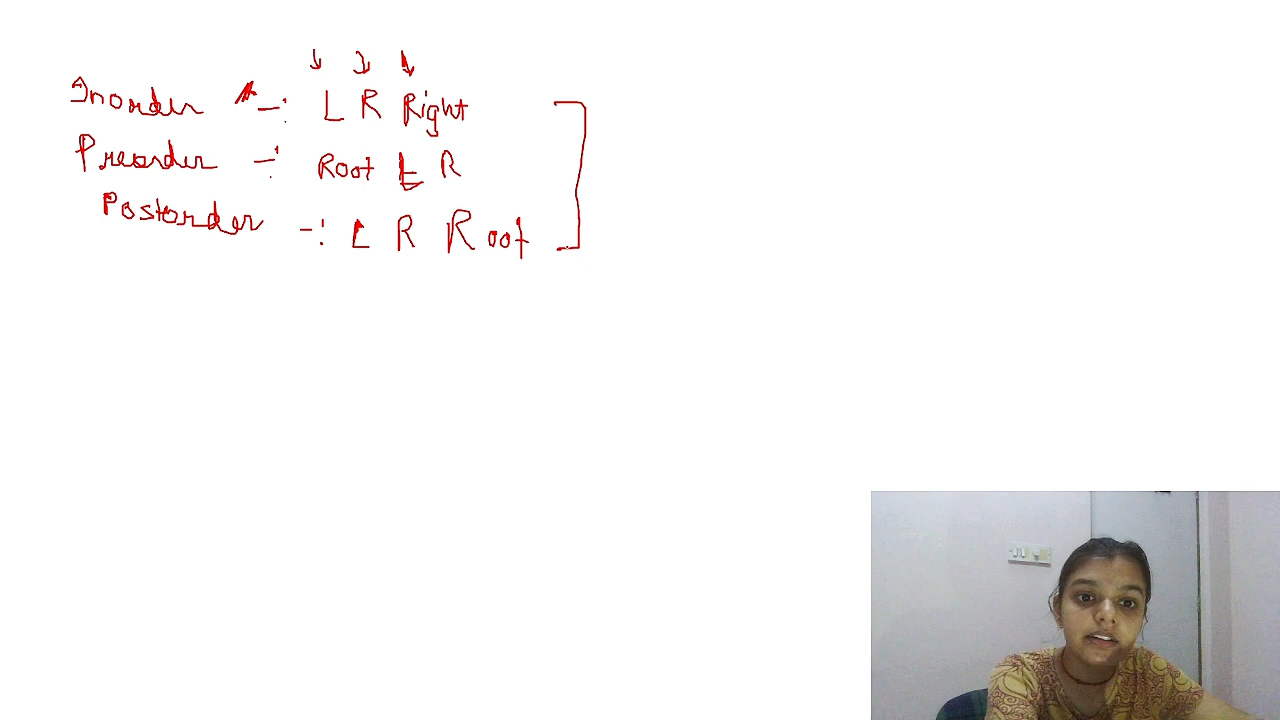 Inorder -: L R Right
Preorder -: Root L R
Postorder -: L R Root